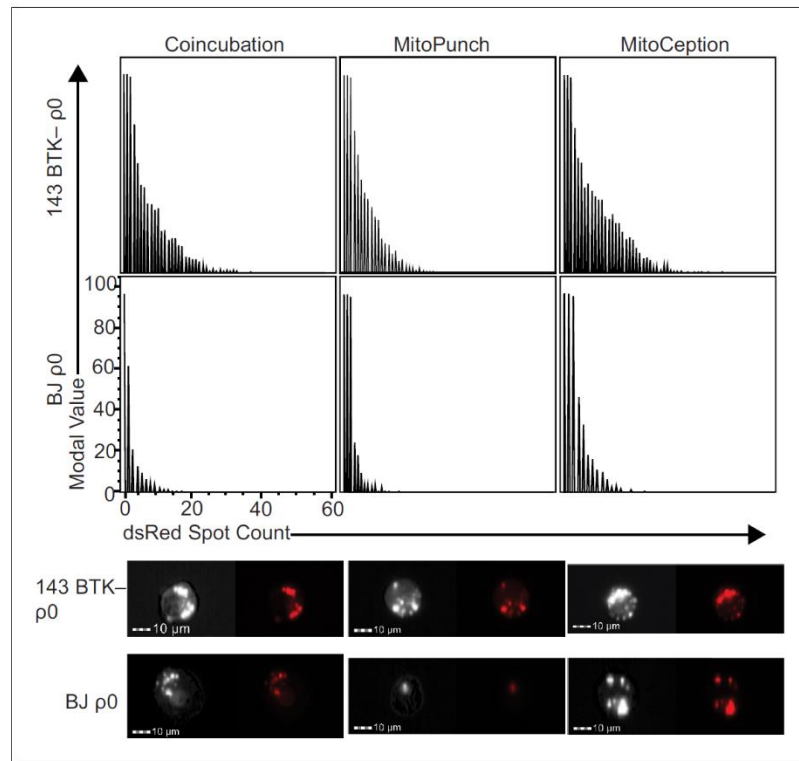 Coincubation
MitoPunch
MitoCeption
143 BTK– ρ0
BJ ρ0
Modal Value
100
80
60
40
20
0
0 20 40 60
dsRed Spot Count
143 BTK–
ρ0
10 µm
10 µm
10 µm
BJ ρ0
10 µm
10 µm
10 µm